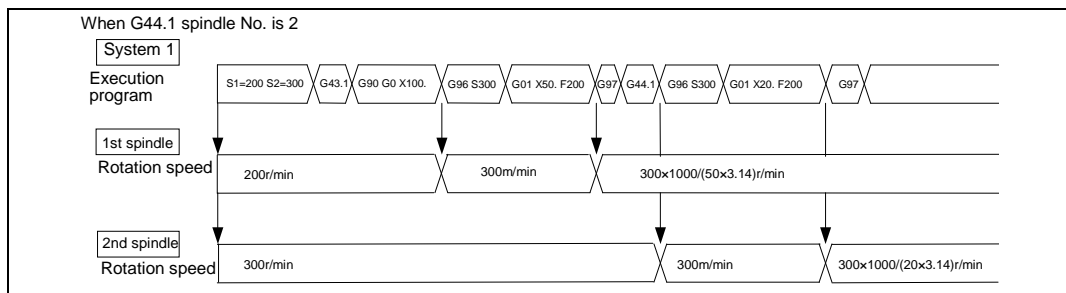 When G44.1 spindle No. is 2
System 1
Execution program
S1=200 S2=300 G43.1 G90 G0 X100. G96 S300 G01 X50. F200 G97 G44.1 G96 S300 G01 X20. F200 G97
1st spindle
Rotation speed
200r/min 300m/min 300×1000/(50×3.14)r/min
2nd spindle
Rotation speed
300r/min 300m/min 300×1000/(20×3.14)r/min